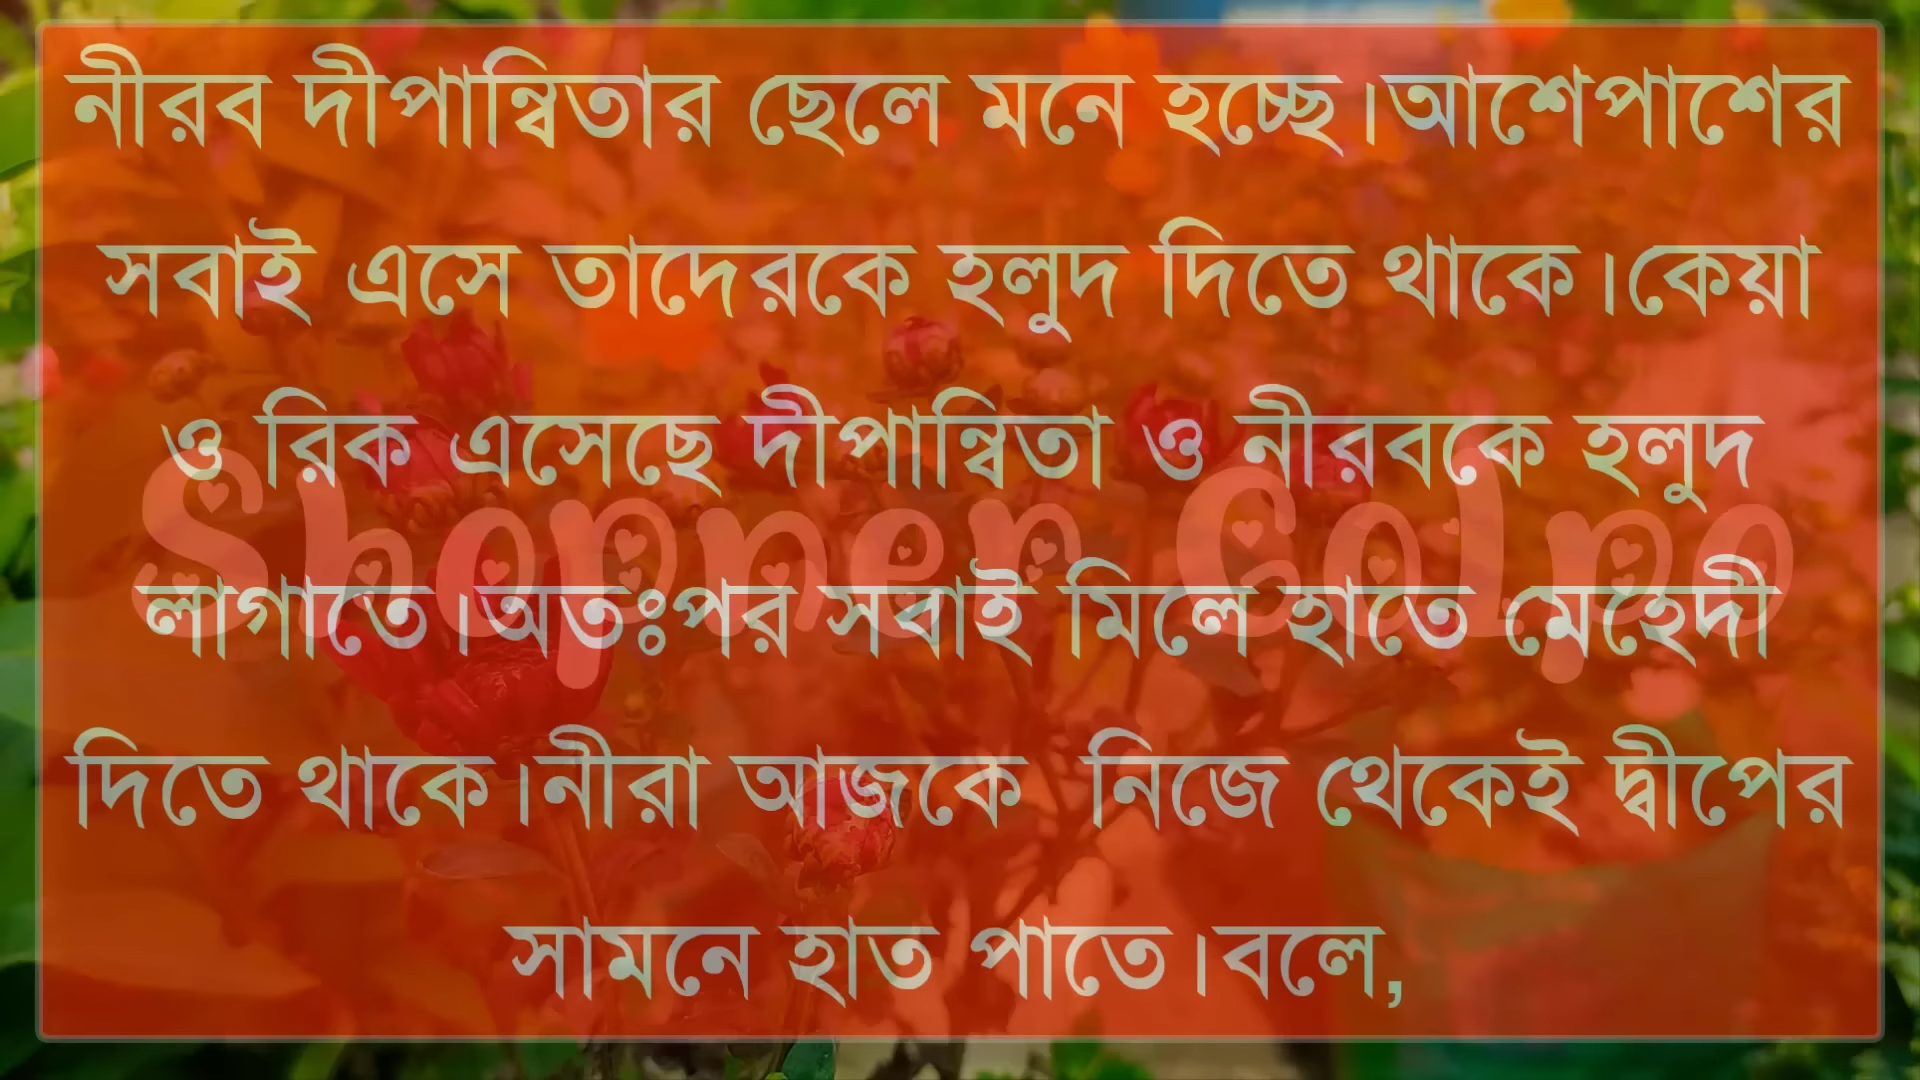 নীরব দীপান্বিতার ছেলে মনে হচ্ছে।আশেপাশের
সবাই এসে তাদেরকে হলুদ দিতে থাকে।কেয়া
ও রিক এসেছে দীপান্বিতা ও নীরবকে হলুদ
Shopner Golpo
লাগাতে।অতঃপর সবাই মিলে হাতে মেহেদী
দিতে থাকে।নীরা আজকে  নিজে থেকেই দ্বীপের
সামনে হাত পাতে।বলে,